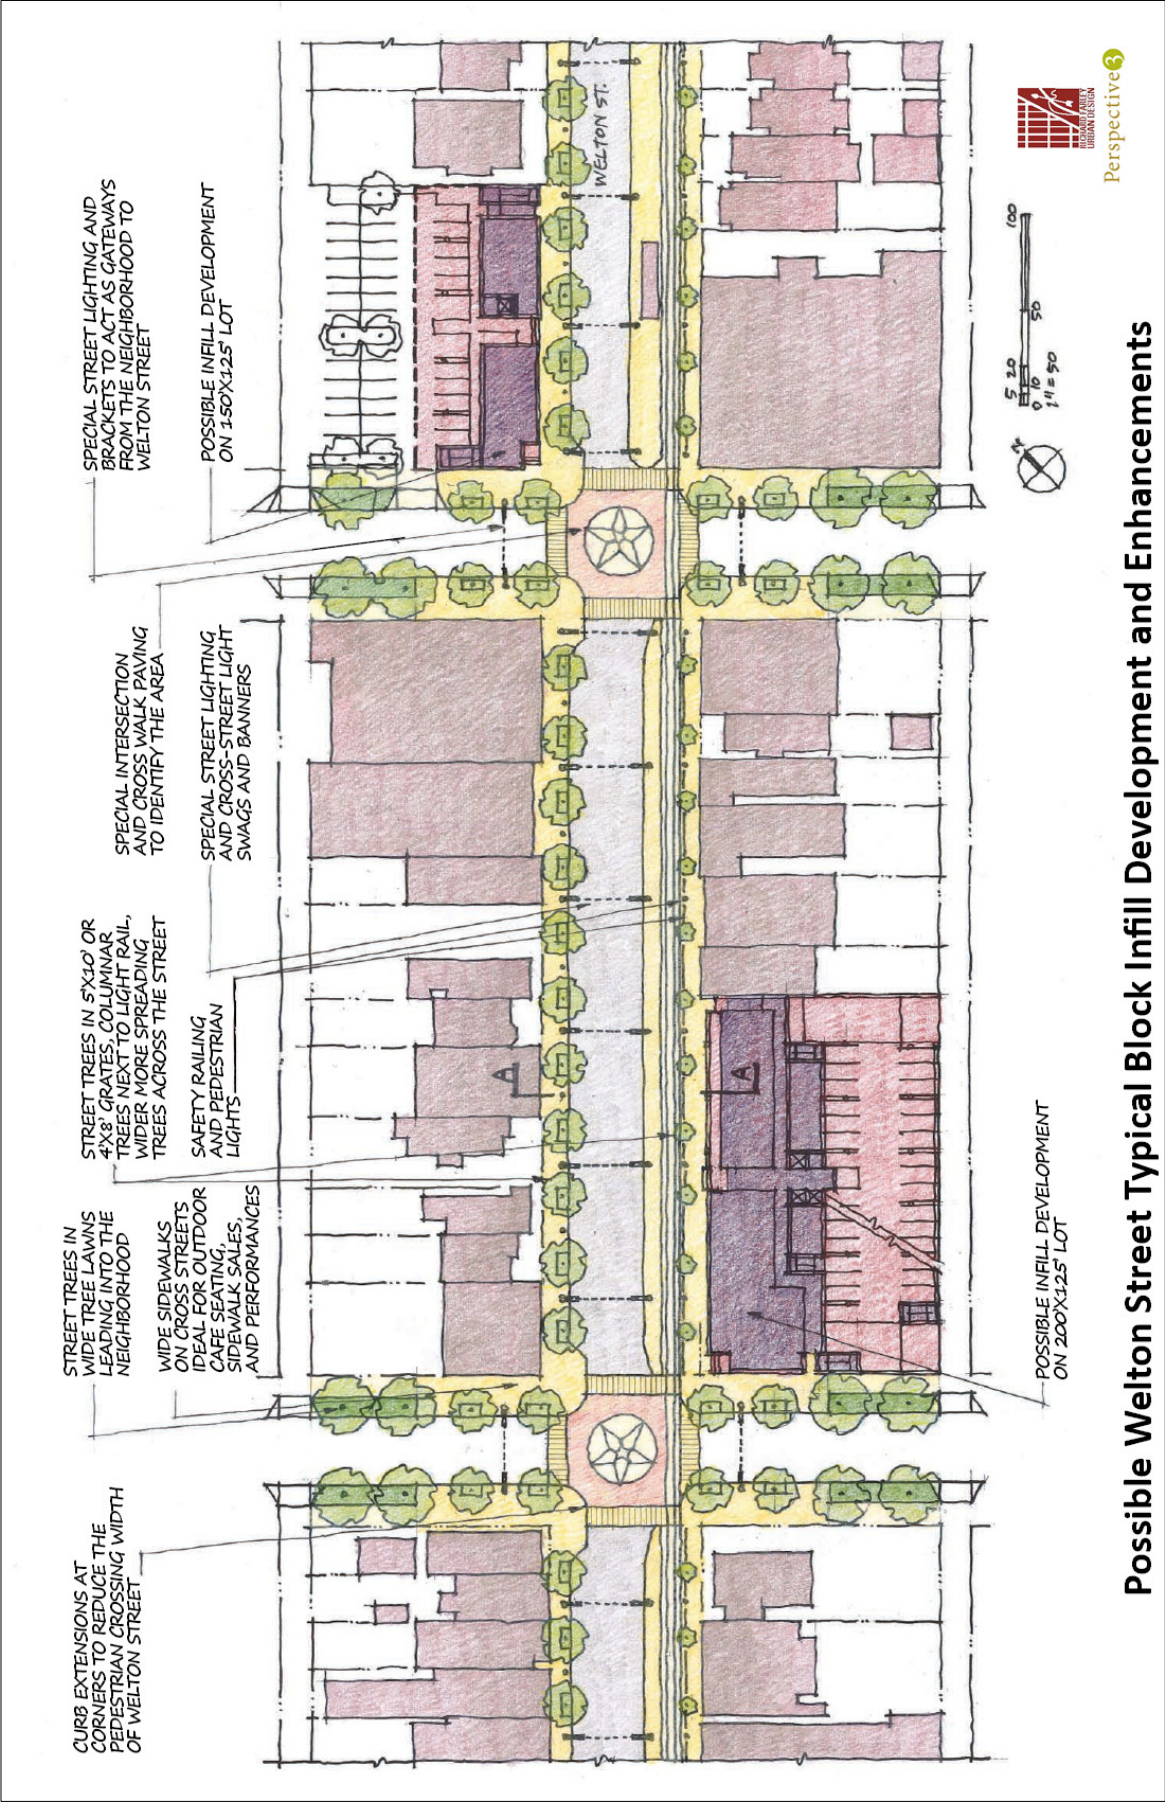 CURB EXTENSIONS AT
CORNERS TO REDUCE THE
PEDESTRIAN CROSSING WIDTH
OF WELTON STREET
STREET TREES IN
WIDE TREE LAWNS
LEADING INTO THE
NEIGHBORHOOD
WIDE SIDEWALKS
ON CROSS STREETS
IDEAL FOR OUTDOOR
CAFE SEATING,
SIDEWALK SALES,
AND PERFORMANCES
STREET TREES IN 5'X10' OR
4'X8' GRATES, COLUMNAR
TREES NEXT TO LIGHT RAIL,
WIDER MORE SPREADING
TREES ACROSS THE STREET
SAFETY RAILING
AND PEDESTRIAN
LIGHTS
SPECIAL INTERSECTION
AND CROSS WALK PAVING
TO IDENTIFY THE AREA
SPECIAL STREET LIGHTING
AND CROSS-STREET LIGHT
SWAGS AND BANNERS
SPECIAL STREET LIGHTING AND
BRACKETS TO ACT AS GATEWAYS
FROM THE NEIGHBORHOOD TO
WELTON STREET
POSSIBLE INFILL DEVELOPMENT
ON 150'X125' LOT
WELTON ST.
A
A
POSSIBLE INFILL DEVELOPMENT
ON 200'X125' LOT
N
5 20 50 100
0 10
1"=50
RICHARD FARLEY
URBAN DESIGN
Perspective3
Possible Welton Street Typical Block Infill Development and Enhancements